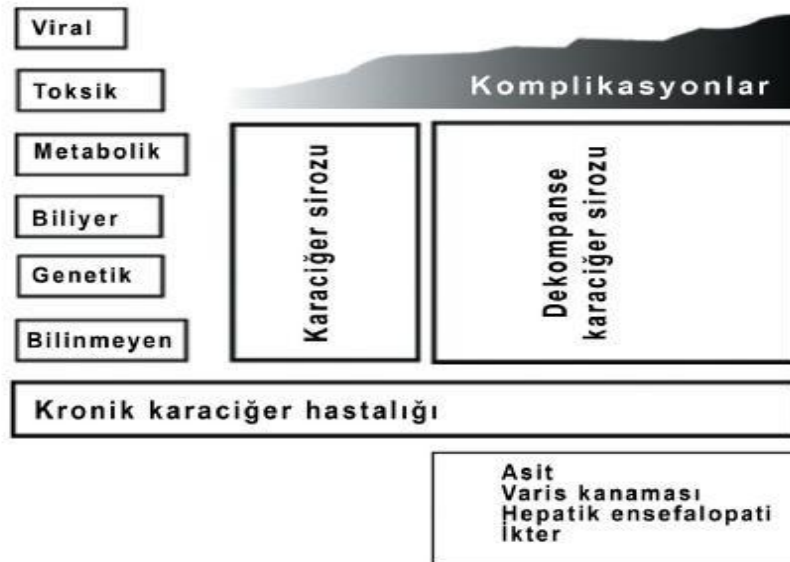 Viral
Toksik
Metabolik
Biliyer
Genetik
Bilinmeyen
Komplikasyonlar
Karaciğer sirozu
Dekompanse
karaciğer sirozu
Kronik karaciğer hastalığı
Asit
Varis kanaması
Hepatik ensefalopati
İkter